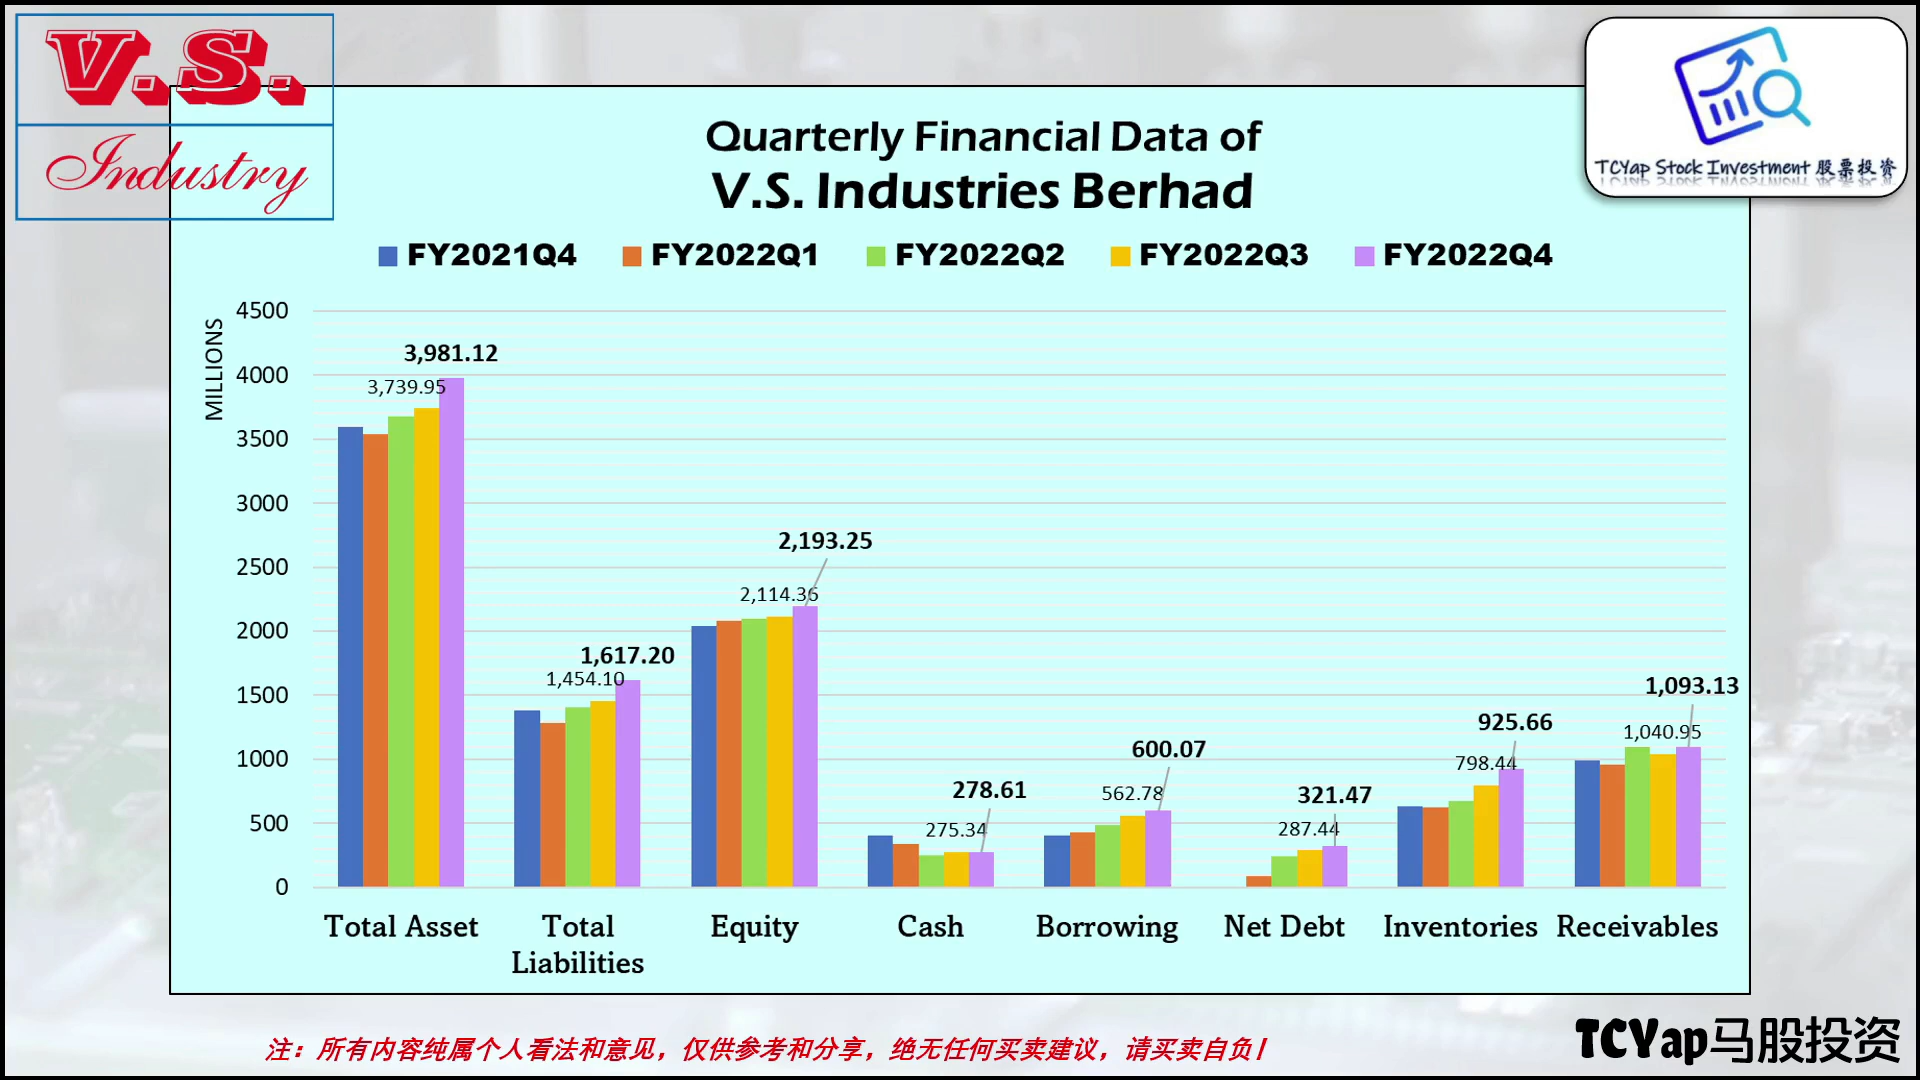 V.S.
Industry
TCYap Stock Investment 股票投资
Quarterly Financial Data of
V.S. Industries Berhad
FY2021Q4 FY2022Q1 FY2022Q2 FY2022Q3 FY2022Q4
MILLIONS
4500
4000
3500
3000
2500
2000
1500
1000
500
0
3,981.12
3,739.95
1,617.20
1,454.10
2,193.25
2,114.36
278.61
275.34
600.07
562.78
321.47
287.44
925.66
798.44
1,093.13
1,040.95
Total Asset
Total
Liabilities
Equity
Cash
Borrowing
Net Debt
Inventories
Receivables
注：所有内容纯属个人看法和意见，仅供参考和分享，绝无任何买卖建议，请买卖自负！
TCYap马股投资